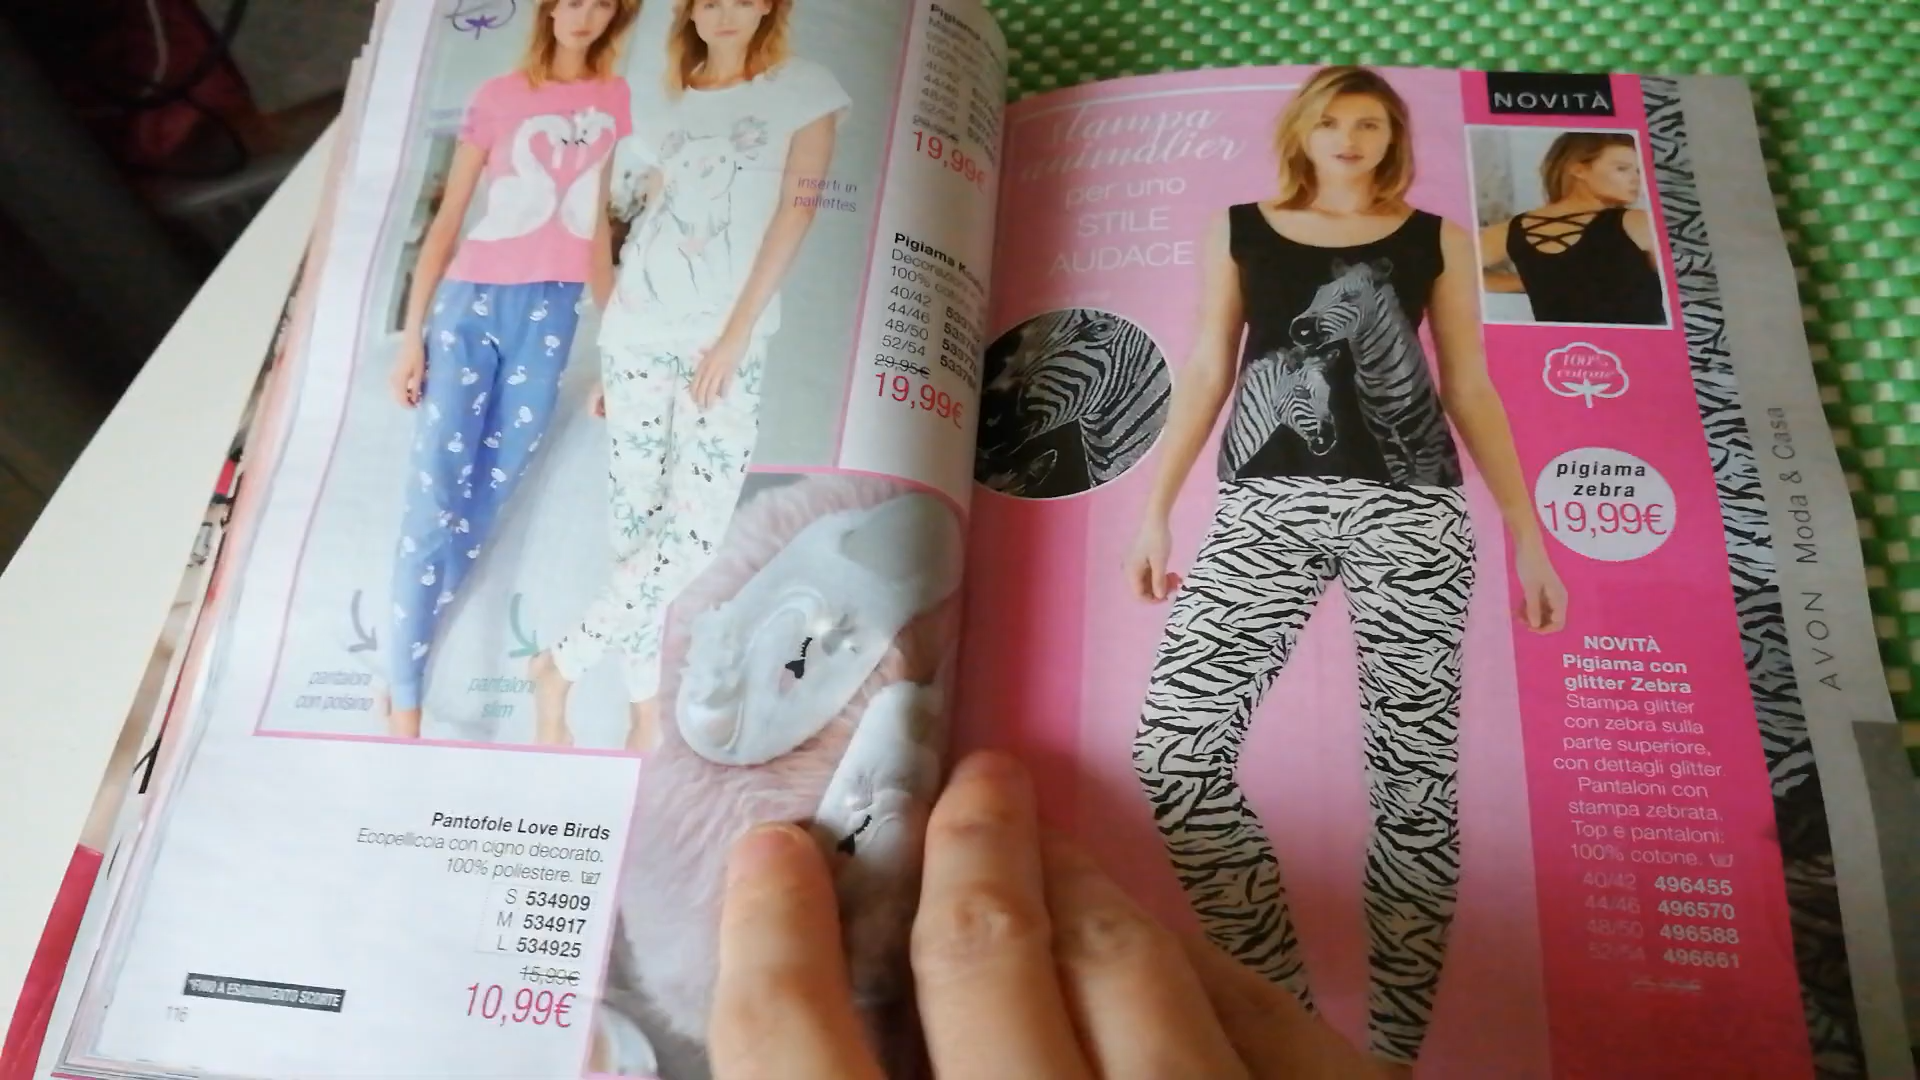 19,99€
inserti in
paillettes
Pigiama
100%
40/42
44/46
48/50
52/54
29,95€
19,99€
pantaloni
con polsino
pantaloni
slim
Pantofole Love Birds
Ecopelliccia con cigno decorato.
100% poliestere.
S 534909
M 534917
L 534925
15,99€
10,99€
*FINO A ESAURIMENTO SCORTE
116
stampa
animalier
per uno
STILE
AUDACE
NOVITÀ
100%
cotone
pigiama
zebra
19,99€
NOVITÀ
Pigiama con
glitter Zebra
Stampa glitter
con zebra sulla
parte superiore,
con dettagli glitter.
Pantaloni con
stampa zebrata.
Top e pantaloni:
100% cotone.
40/42 496455
44/46 496570
48/50 496588
52/54 496661
AVON Moda & Casa